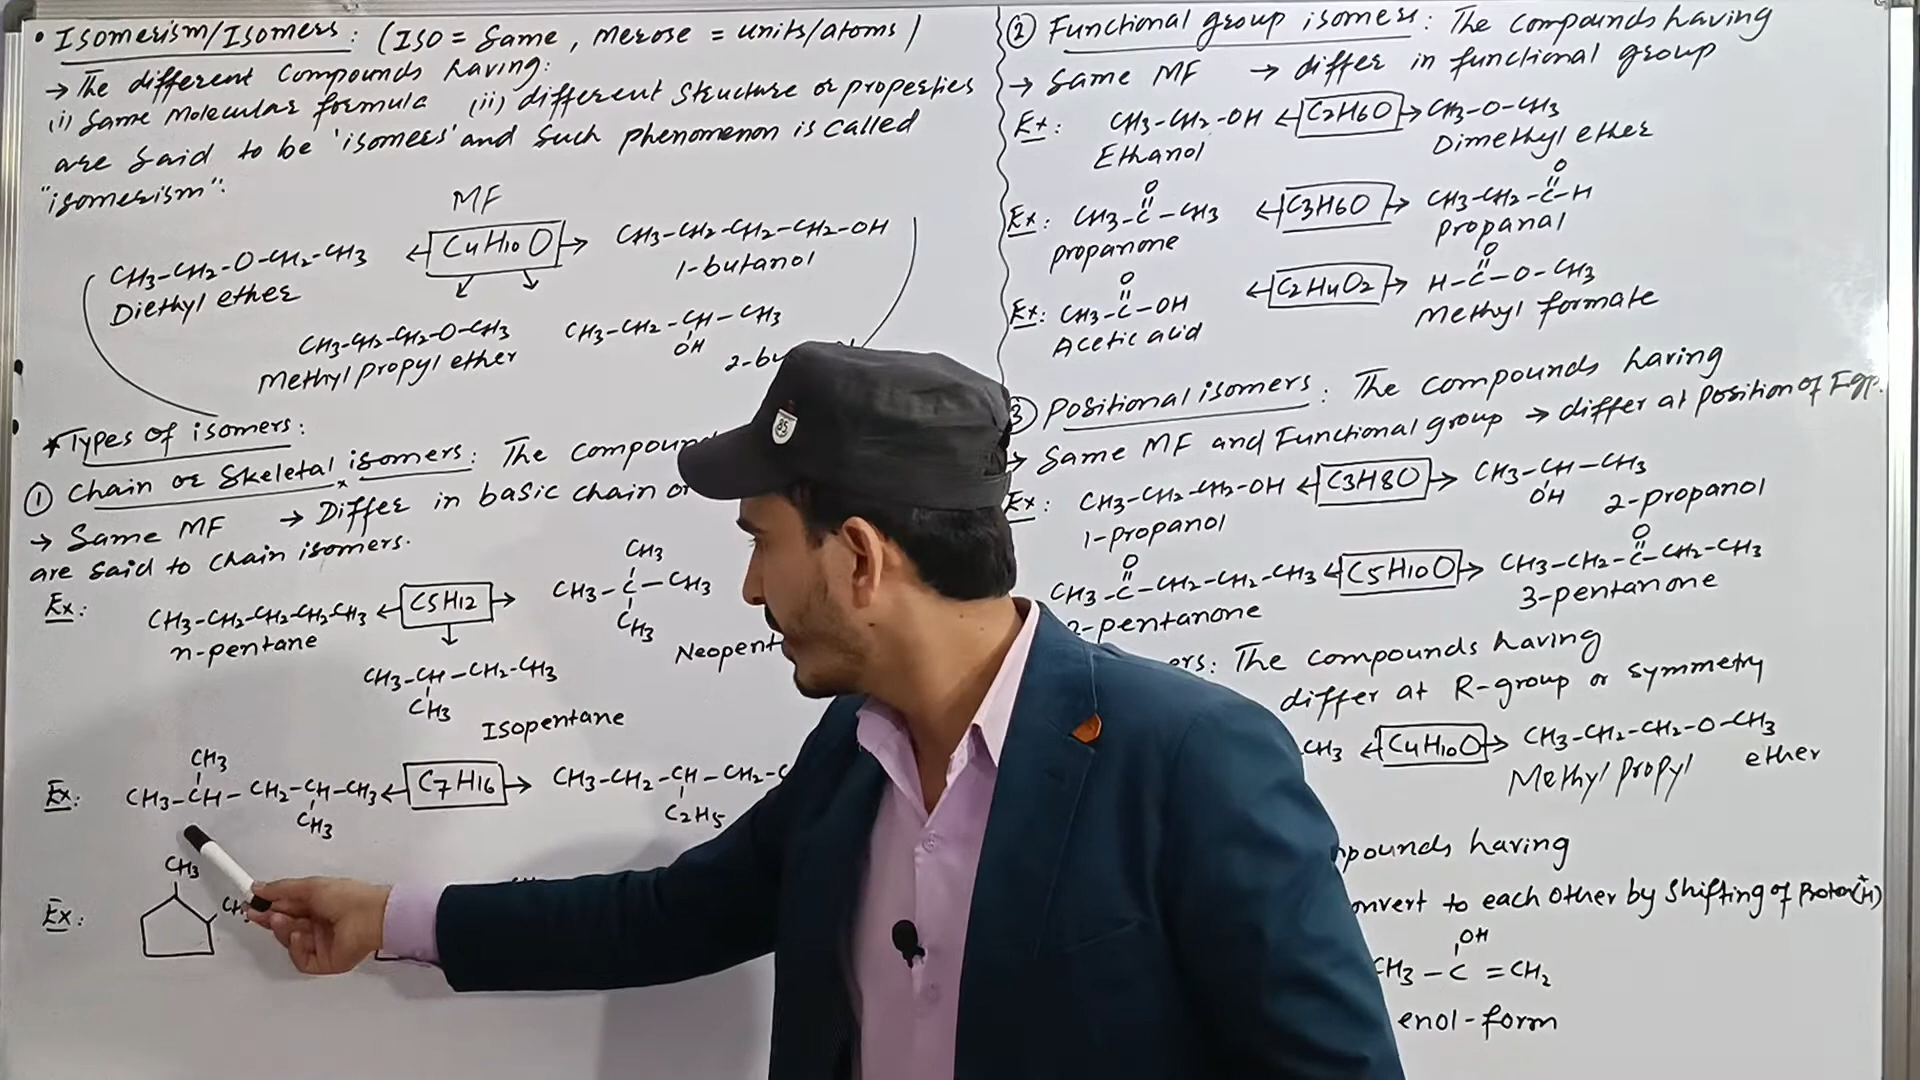 • Isomerism/Isomers: (Iso = Same, merose = units/atoms)
→ The different Compounds having:
(i) Same Molecular formula (ii) different Structure or properties
are said to be 'isomers' and such phenomenon is called
"isomerism":
MF
CH3-CH2-O-CH2-CH3 ← C4H10O → CH3-CH2-CH2-CH2-OH
Diethyl ether
1-butanol
CH3-CH2-CH2-O-CH3
Methyl propyl ether
CH3-CH2-CH-CH3
OH
2-bu
* Types of isomers:
① Chain or Skeletal isomers: The compoun
→ Same MF → Differ in basic chain or
are said to chain isomers.
Ex: CH3-CH2-CH2-CH2-CH3 ← C5H12 →
n-pentane
CH3
CH3-C-CH3
CH3
Neopent
↓
CH3-CH-CH2-CH3
CH3
Isopentane
CH3
Ex: CH3-CH-CH2-CH-CH3 ← C7H16 → CH3-CH2-CH-CH2-C
CH3
C2H5
CH3
Ex: CH
② Functional group isomers: The compounds having
→ Same MF → differ in functional group
Ex: CH3-CH2-OH ← C2H6O → CH3-O-CH3
Ethanol
Dimethyl ether
O O
Ex: CH3-C-CH3 ← C3H6O → CH3-CH2-C-H
propanone
propanal
O O
Ex: CH3-C-OH ← C2H4O2 → H-C-O-CH3
Acetic acid
Methyl formate
3) Positional isomers: The compounds having
→ Same MF and Functional group → differ at position of F.gp.
Ex: CH3-CH2-CH2-OH ← C3H8O → CH3-CH-CH3
OH
1-propanol
2-propanol
O O
CH3-C-CH2-CH2-CH3 ← C5H10O → CH3-CH2-C-CH2-CH3
2-pentanone
3-pentanone
ers: The compounds having
differ at R-group or symmetry
CH3 ← C4H10O → CH3-CH2-CH2-O-CH3
Methyl propyl ether
pounds having
onvert to each other by shifting of Proton(H+)
OH
CH3-C=CH2
enol-form
85